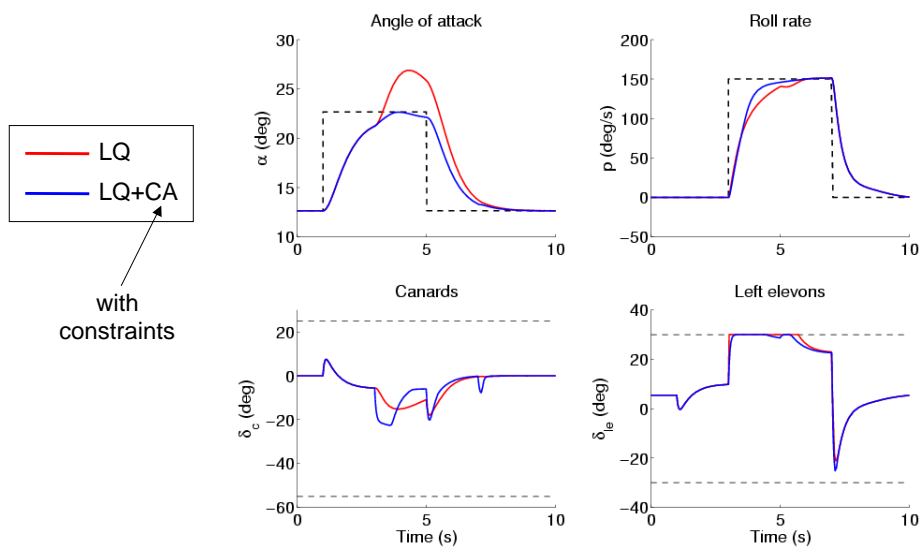 LQ
LQ+CA
with
constraints
Angle of attack
30
25
20
15
10
α (deg)
0
5
10
Roll rate
200
150
100
50
0
−50
p (deg/s)
0
5
10
Canards
20
0
−20
−40
−60
δc (deg)
0
5
10
Time (s)
Left elevons
40
20
0
−20
−40
δle (deg)
0
5
10
Time (s)